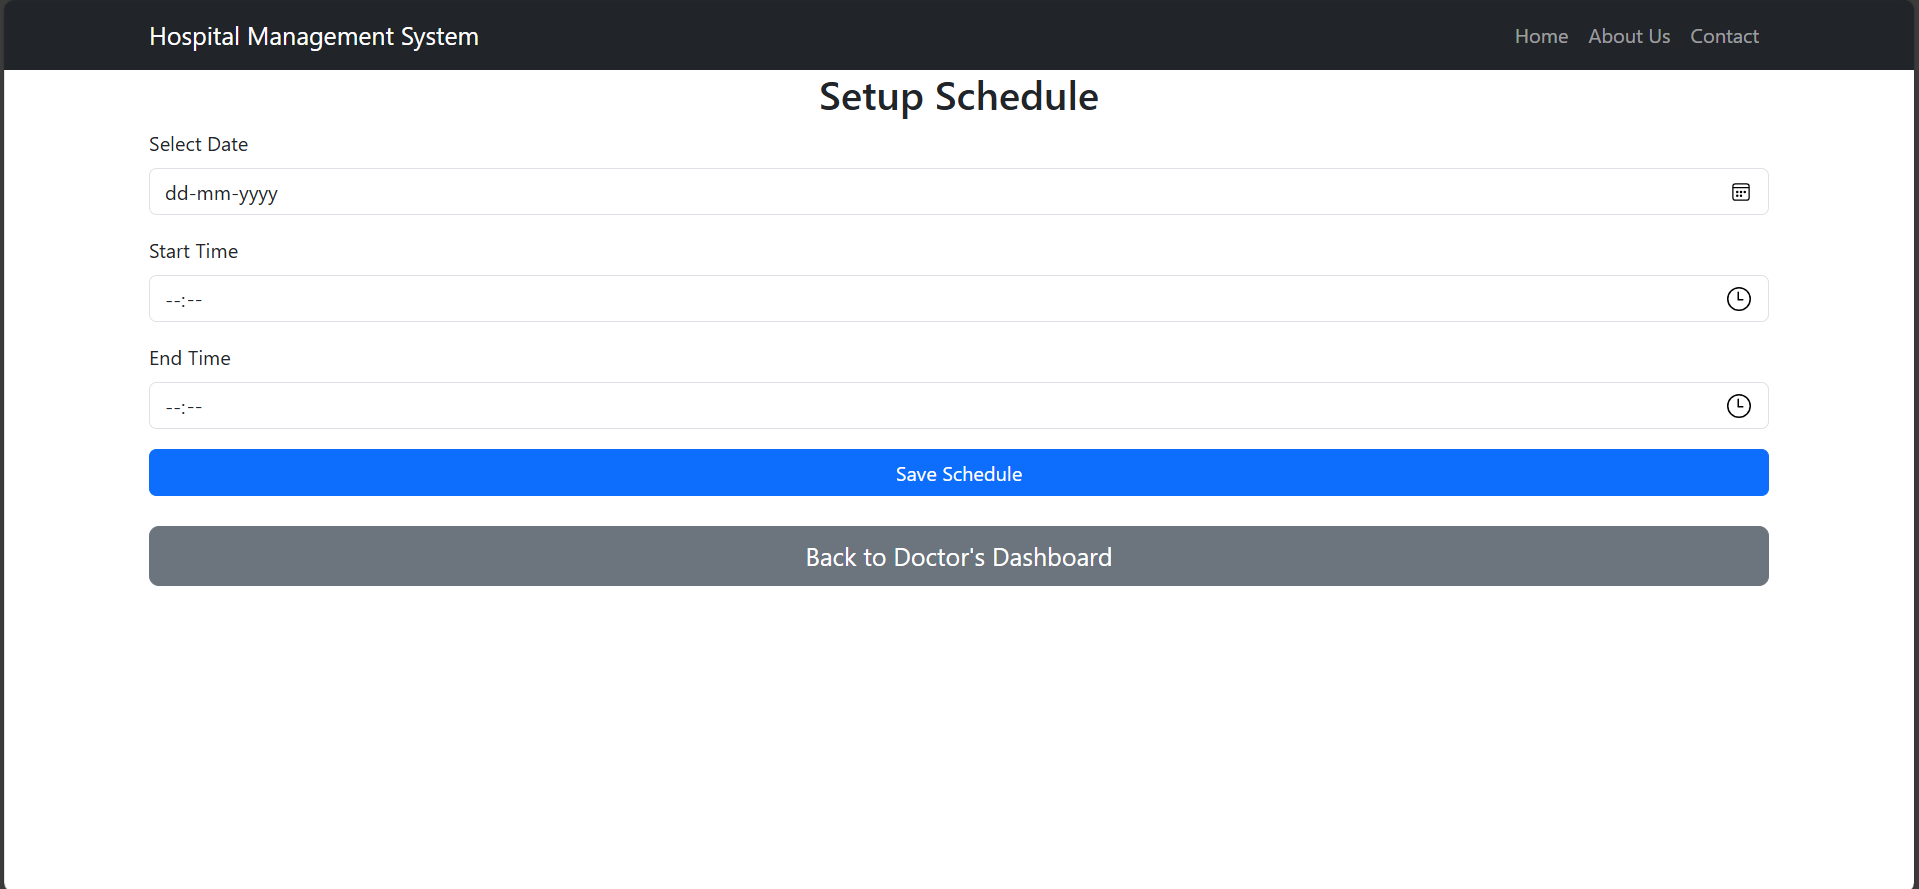 Hospital Management System Home About Us Contact
Setup Schedule
Select Date
dd-mm-yyyy
Start Time
--:--
End Time
--:--
Save Schedule
Back to Doctor's Dashboard